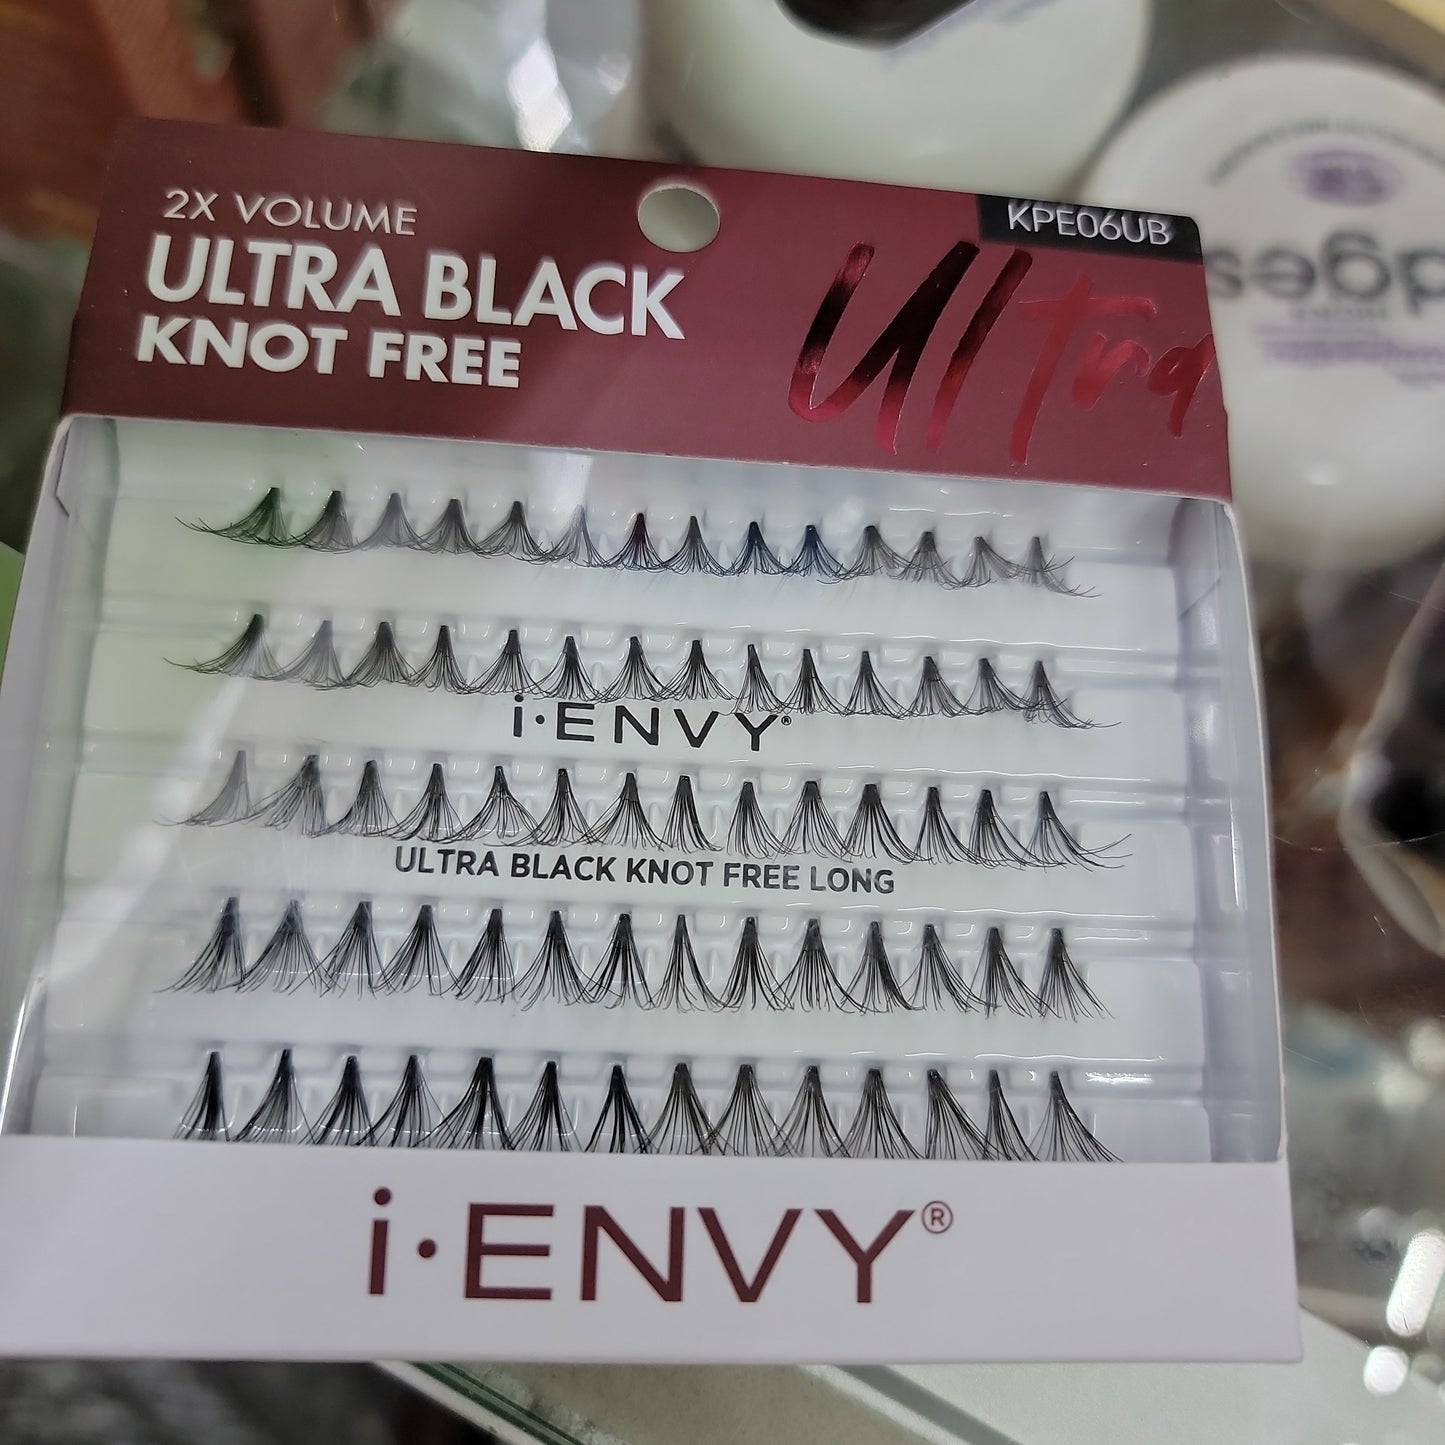 2X VOLUME
ULTRA BLACK
KNOT FREE
KPE06UB
Ultra
i·ENVY®
ULTRA BLACK KNOT FREE LONG
i·ENVY®